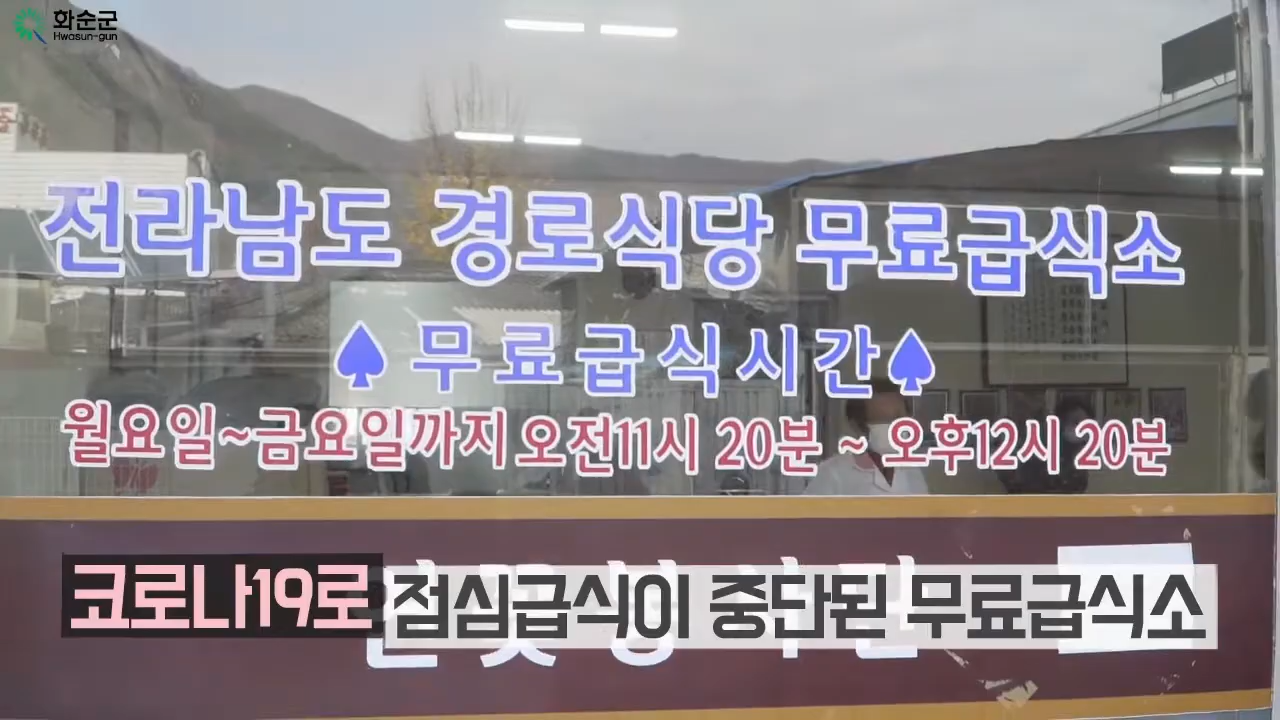 화순군
Hwasun-gun
전라남도 경로식당 무료급식소
♠무료급식시간♠
월요일~금요일까지 오전11시 20분 ~ 오후12시 20분
코로나19로 점심급식이 중단된 무료급식소